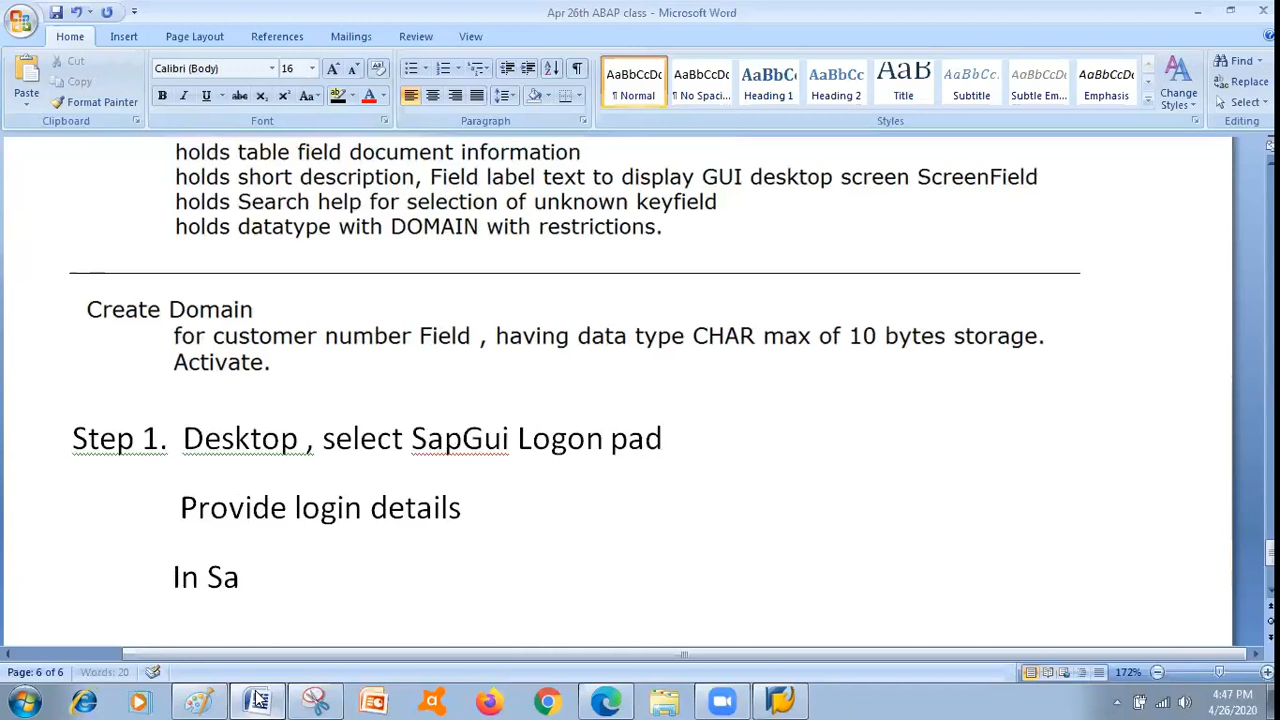 Apr 26th ABAP class - Microsoft Word
Home Insert Page Layout References Mailings Review View
Paste Cut Copy Format Painter Clipboard
Calibri (Body) 16 Font
Paragraph
AaBbCcDc ¶ Normal
AaBbCcDc ¶ No Spaci...
AaBbC Heading 1
AaBbCc Heading 2
AaB Title
AaBbCc. Subtitle
AaBbCcDc Subtle Em...
AaBbCcDc Emphasis
Styles
Change Styles
Find Replace Select Editing
holds table field document information
holds short description, Field label text to display GUI desktop screen ScreenField
holds Search help for selection of unknown keyfield
holds datatype with DOMAIN with restrictions.
Create Domain
for customer number Field , having data type CHAR max of 10 bytes storage.
Activate.
Step 1. Desktop , select SapGui Logon pad
Provide login details
In Sa
Page: 6 of 6 Words: 20 172%
4:47 PM
4/26/2020